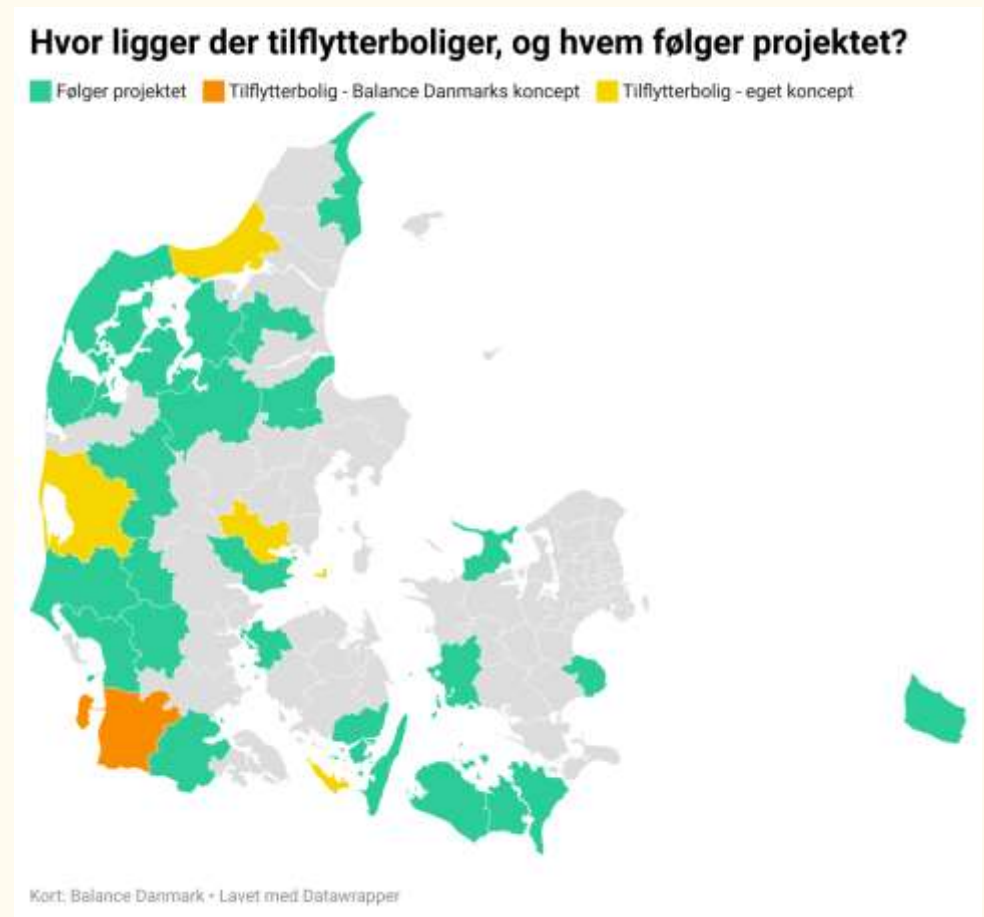 Hvor ligger der tilflytterboliger, og hvem følger projektet?
Følger projektet Tilflytterbolig - Balance Danmarks koncept Tilflytterbolig - eget koncept
Kort: Balance Danmark • Lavet med Datawrapper